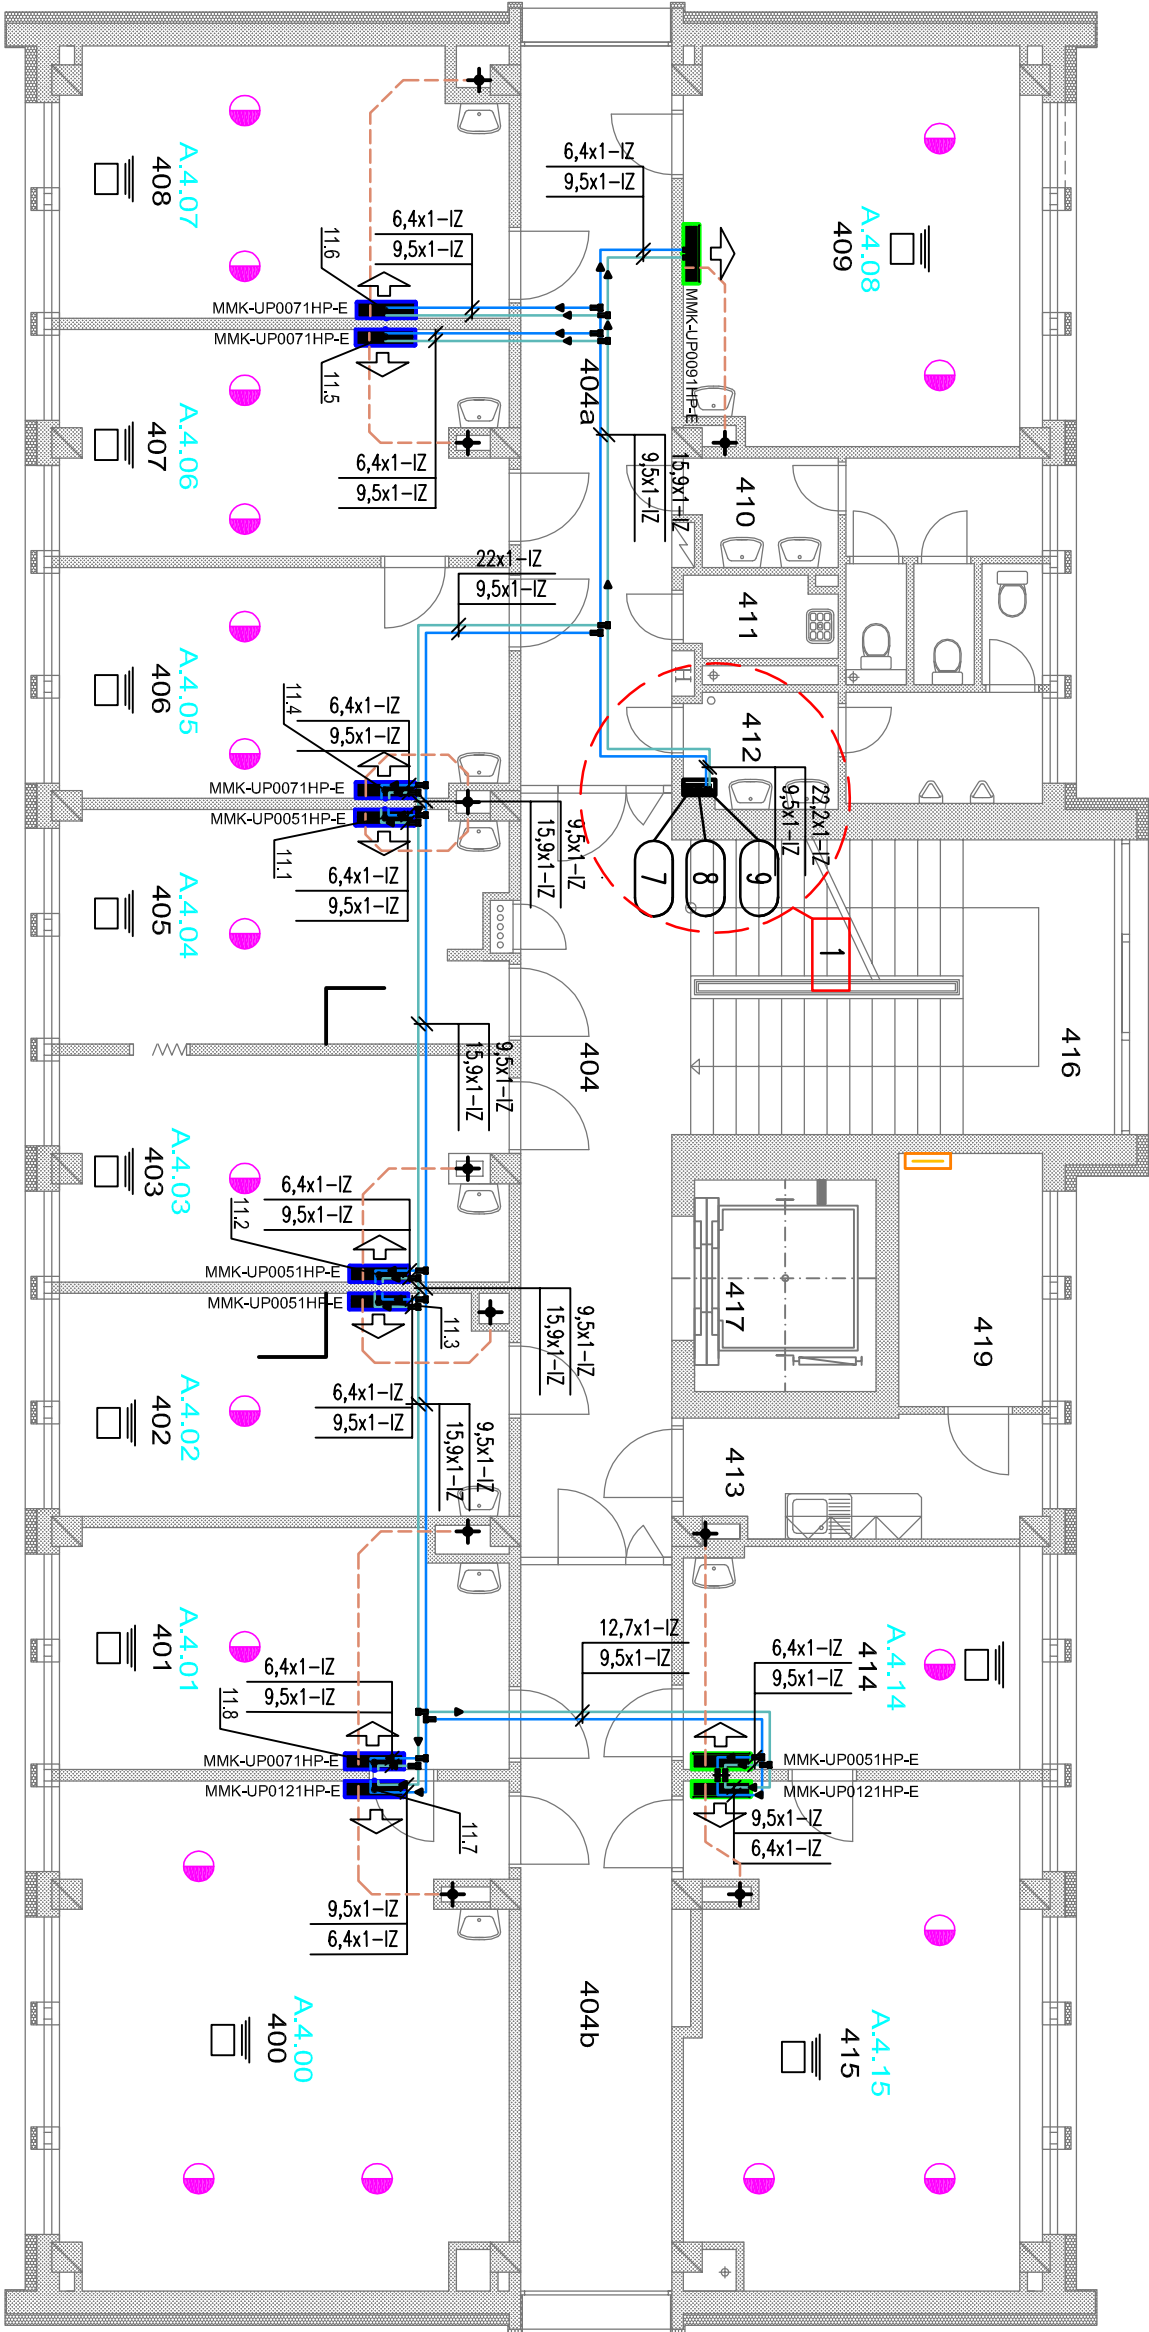 6,4x1-IZ
9,5x1-IZ
A.4.07
408
A.4.08
409
6,4x1-IZ
9,5x1-IZ
11.6
MMK-UP0071HP-E
MMK-UP0071HP-E
MMK-UP0091HP-E
11.5
404a
A.4.06
407
6,4x1-IZ
9,5x1-IZ
15,9x1-IZ
9,5x1-IZ
410
22x1-IZ
9,5x1-IZ
411
H
A.4.05
406
11.4
6,4x1-IZ
9,5x1-IZ
412
MMK-UP0071HP-E
MMK-UP0051HP-E
22,2x1-IZ
9,5x1-IZ
9,5x1-IZ
15,9x1-IZ
11.1
6,4x1-IZ
9,5x1-IZ
7
8
9
A.4.04
405
1
9,5x1-IZ
15,9x1-IZ
404
416
A.4.03
403
6,4x1-IZ
9,5x1-IZ
11.2
MMK-UP0051HP-E
MMK-UP0051HP-E
11.3
9,5x1-IZ
15,9x1-IZ
417
419
6,4x1-IZ
9,5x1-IZ
A.4.02
402
9,5x1-IZ
15,9x1-IZ
413
A.4.01
401
12,7x1-IZ
9,5x1-IZ
6,4x1-IZ
9,5x1-IZ
A.4.14
414
6,4x1-IZ
9,5x1-IZ
11.8
MMK-UP0071HP-E
MMK-UP0121HP-E
MMK-UP0051HP-E
MMK-UP0121HP-E
11.7
9,5x1-IZ
6,4x1-IZ
9,5x1-IZ
6,4x1-IZ
A.4.00
400
404b
A.4.15
415